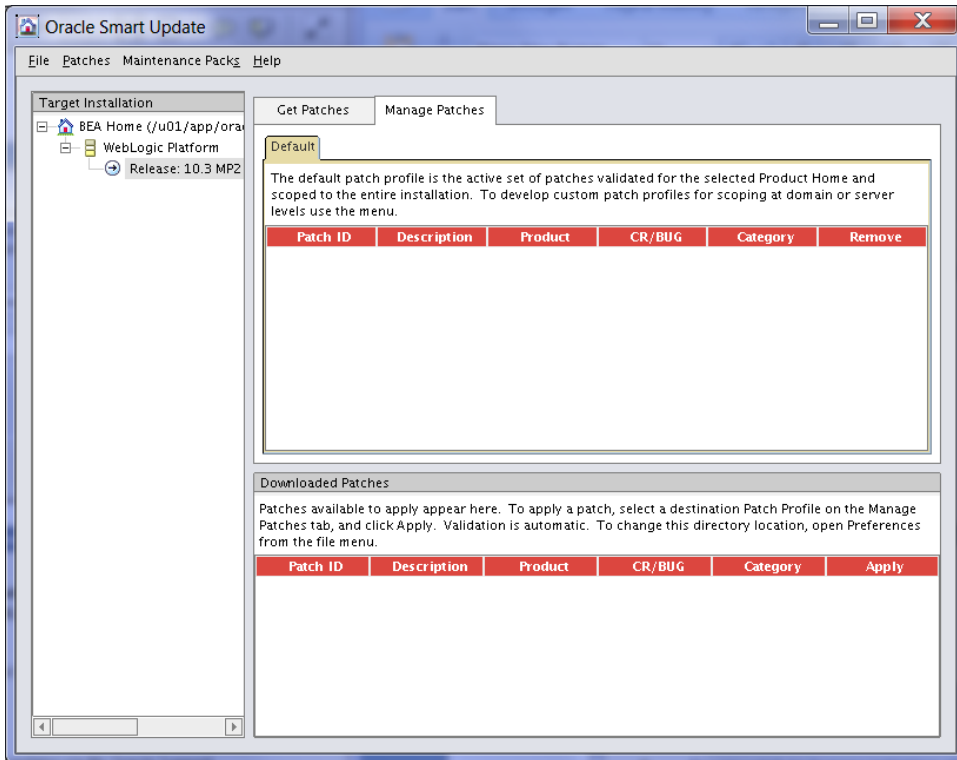 Oracle Smart Update
File Patches Maintenance Packs Help
Target Installation
BEA Home (/u01/app/ora
WebLogic Platform
Release: 10.3 MP2
Get Patches Manage Patches
Default
The default patch profile is the active set of patches validated for the selected Product Home and
scoped to the entire installation. To develop custom patch profiles for scoping at domain or server
levels use the menu.
Patch ID Description Product CR/BUG Category Remove
Downloaded Patches
Patches available to apply appear here. To apply a patch, select a destination Patch Profile on the Manage
Patches tab, and click Apply. Validation is automatic. To change this directory location, open Preferences
from the file menu.
Patch ID Description Product CR/BUG Category Apply